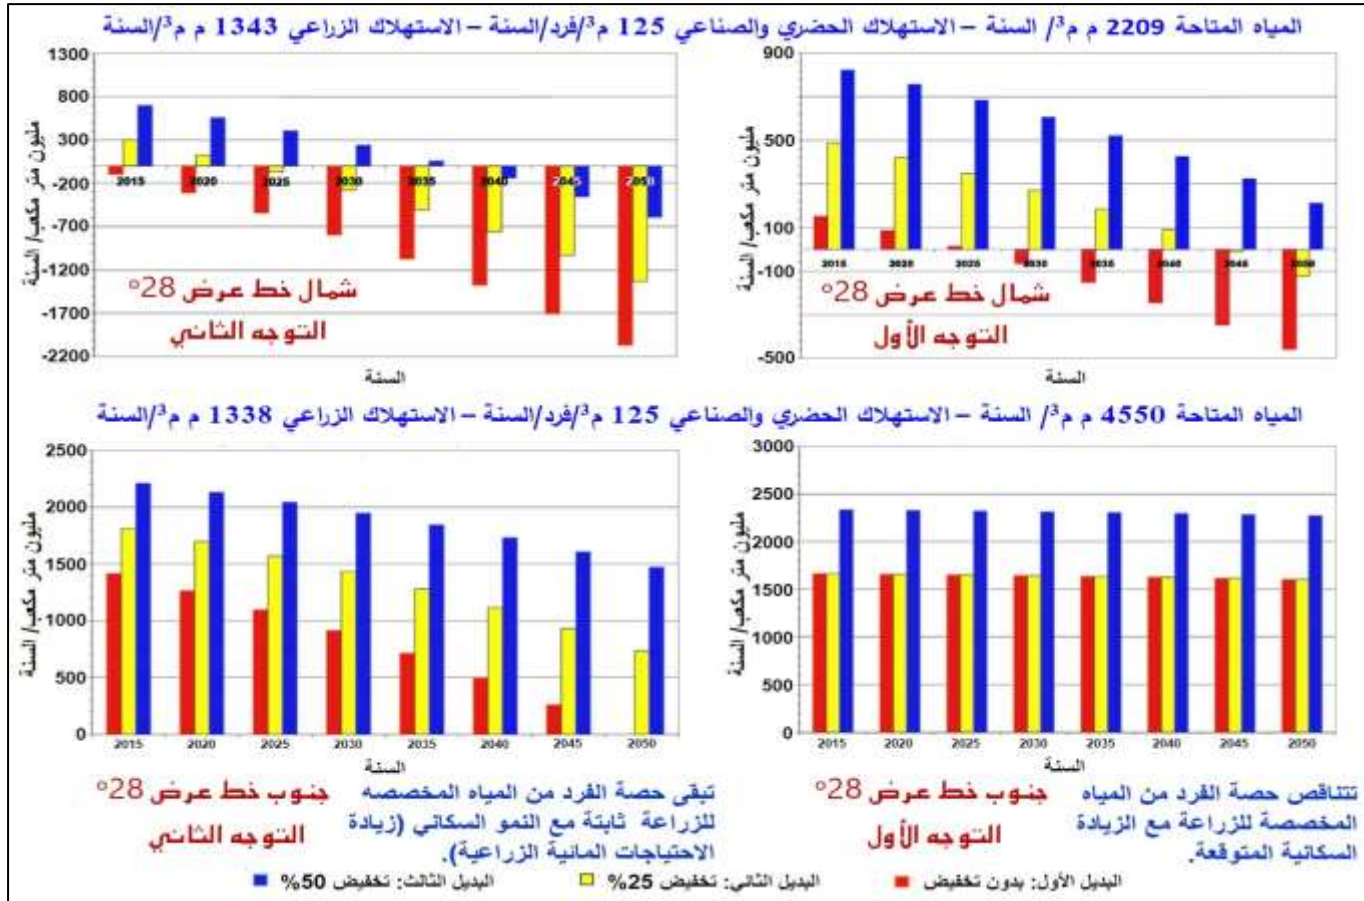 المياه المتاحة 2209 م م³/ السنة – الاستهلاك الحضري والصناعي 125 م³/فرد/السنة – الاستهلاك الزراعي 1343 م م³/السنة
900
500
100
-100
-500
مليون متر مكعب/ السنة
2015 2020 2025 2030 2035 2040 2045 2050
شمال خط عرض 28°
التوجه الأول
السنة
1300
800
300
-200
-700
-1200
-1700
-2200
مليون متر مكعب/ السنة
2015 2020 2025 2030 2035 2040 2045 2050
شمال خط عرض 28°
التوجه الثاني
السنة
المياه المتاحة 4550 م م³/ السنة – الاستهلاك الحضري والصناعي 125 م³/فرد/السنة – الاستهلاك الزراعي 1338 م م³/السنة
3000
2500
2000
1500
1000
500
0
مليون متر مكعب/ السنة
2015 2020 2025 2030 2035 2040 2045 2050
السنة
جنوب خط عرض 28°
التوجه الأول
تتناقص حصة الفرد من المياه
المخصصة للزراعة مع الزيادة
السكانية المتوقعة.
2500
2000
1500
1000
500
0
مليون متر مكعب/ السنة
2015 2020 2025 2030 2035 2040 2045 2050
السنة
جنوب خط عرض 28°
التوجه الثاني
تبقى حصة الفرد من المياه المخصصه
للزراعة ثابتة مع النمو السكاني (زيادة
الاحتياجات المائية الزراعية).
البديل الأول: بدون تخفيض
البديل الثاني: تخفيض 25%
البديل الثالث: تخفيض 50%